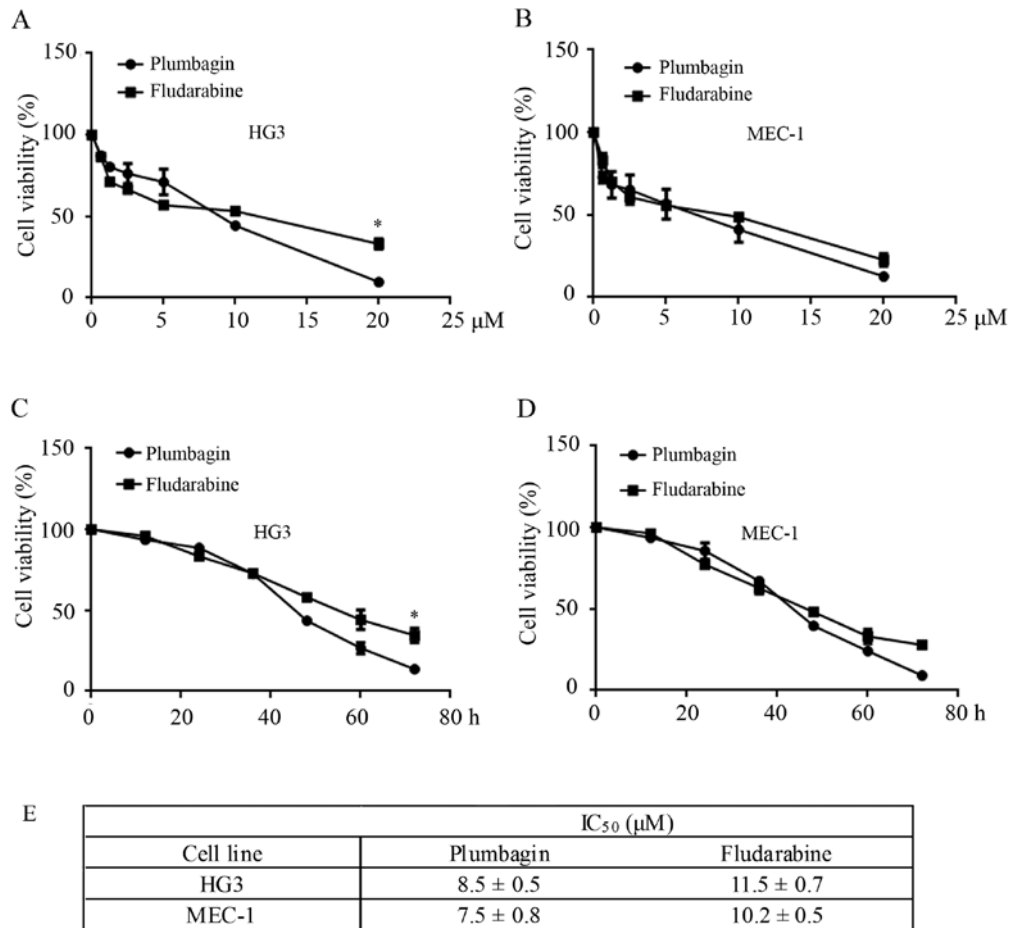 A
150
100
50
0
Cell viability (%)
Plumbagin
Fludarabine
HG3
*
0 5 10 15 20 25 μM
B
150
100
50
0
Cell viability (%)
Plumbagin
Fludarabine
MEC-1
0 5 10 15 20 25 μM
C
150
100
50
0
Cell viability (%)
Plumbagin
Fludarabine
HG3
*
0 20 40 60 80 h
D
150
100
50
0
Cell viability (%)
Plumbagin
Fludarabine
MEC-1
0 20 40 60 80 h
E
IC50 (μM)
Cell line Plumbagin Fludarabine
HG3 8.5 ± 0.5 11.5 ± 0.7
MEC-1 7.5 ± 0.8 10.2 ± 0.5